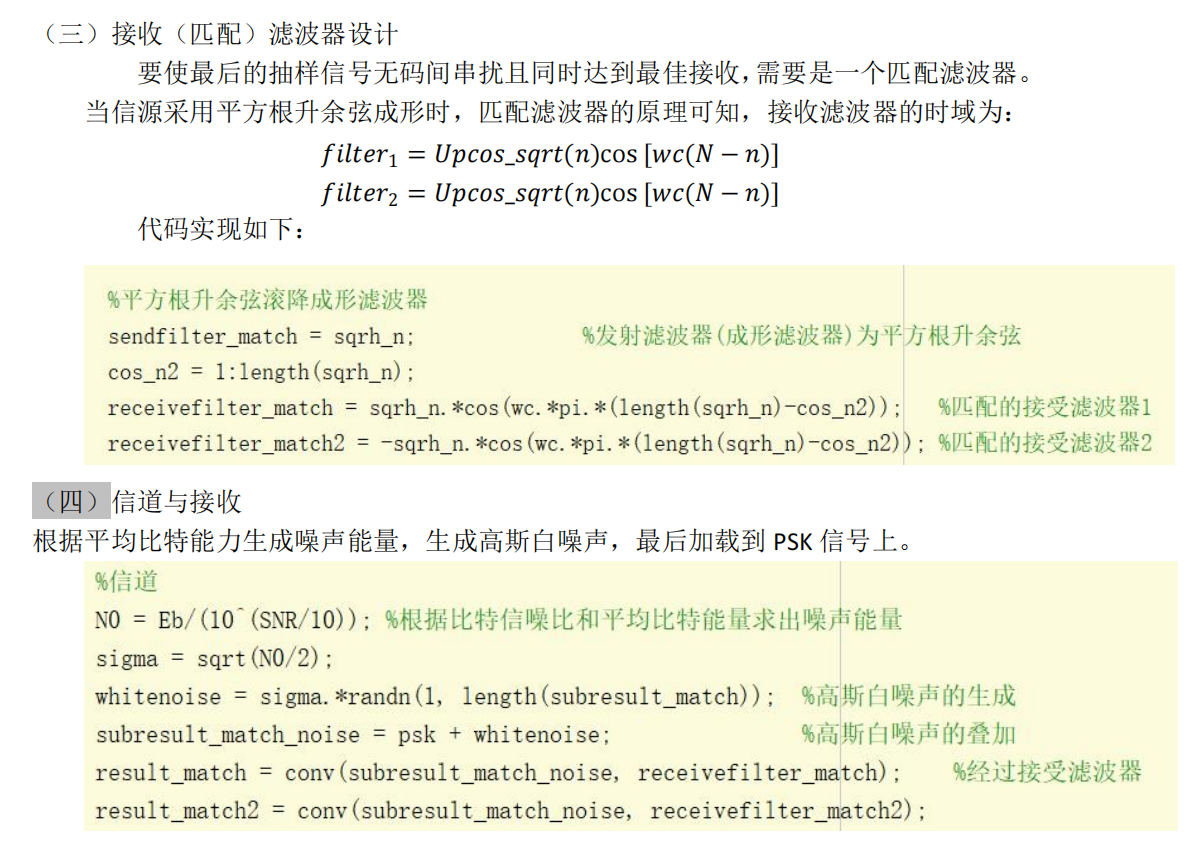 （三）接收（匹配）滤波器设计
要使最后的抽样信号无码间串扰且同时达到最佳接收，需要是一个匹配滤波器。
当信源采用平方根升余弦成形时，匹配滤波器的原理可知，接收滤波器的时域为：
filter₁ = Upcos_sqrt(n)cos [wc(N − n)]
filter₂ = Upcos_sqrt(n)cos [wc(N − n)]
代码实现如下：
%平方根升余弦滚降成形滤波器
sendfilter_match = sqrh_n; %发射滤波器(成形滤波器)为平方根升余弦
cos_n2 = 1:length(sqrh_n);
receivefilter_match = sqrh_n.*cos(wc.*pi.*(length(sqrh_n)-cos_n2)); %匹配的接受滤波器1
receivefilter_match2 = -sqrh_n.*cos(wc.*pi.*(length(sqrh_n)-cos_n2)); %匹配的接受滤波器2
（四）信道与接收
根据平均比特能力生成噪声能量，生成高斯白噪声，最后加载到 PSK 信号上。
%信道
N0 = Eb/(10^(SNR/10)); %根据比特信噪比和平均比特能量求出噪声能量
sigma = sqrt(N0/2);
whitenoise = sigma.*randn(1, length(subresult_match)); %高斯白噪声的生成
subresult_match_noise = psk + whitenoise; %高斯白噪声的叠加
result_match = conv(subresult_match_noise, receivefilter_match); %经过接受滤波器
result_match2 = conv(subresult_match_noise, receivefilter_match2);